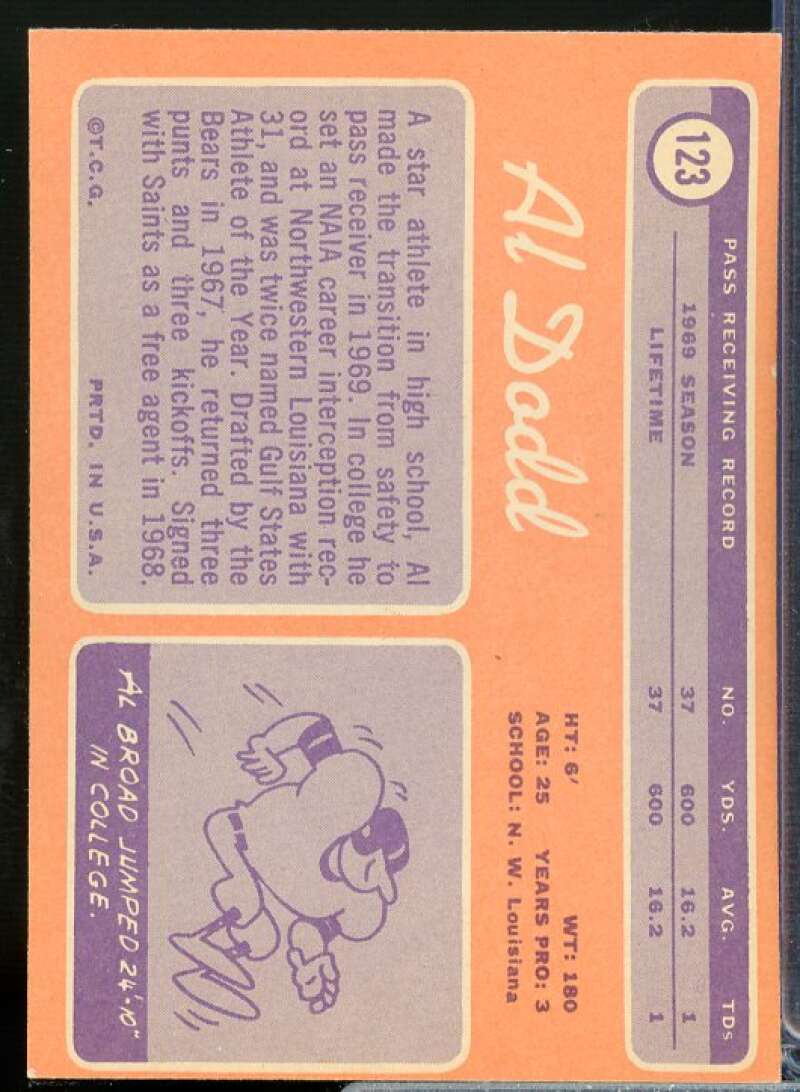 123
PASS RECEIVING RECORD NO. YDS. AVG. TDs
1969 SEASON 37 600 16.2 1
LIFETIME 37 600 16.2 1
Al Dodd
HT: 6' WT: 180
AGE: 25 YEARS PRO: 3
SCHOOL: N. W. Louisiana
A star athlete in high school, Al
made the transition from safety to
pass receiver in 1969. In college he
set an NAIA career interception rec-
ord at Northwestern Louisiana with
31, and was twice named Gulf States
Athlete of the Year. Drafted by the
Bears in 1967, he returned three
punts and three kickoffs. Signed
with Saints as a free agent in 1968.
©T.C.G. PRTD. IN U.S.A.
AL BROAD JUMPED 24'-10"
IN COLLEGE.